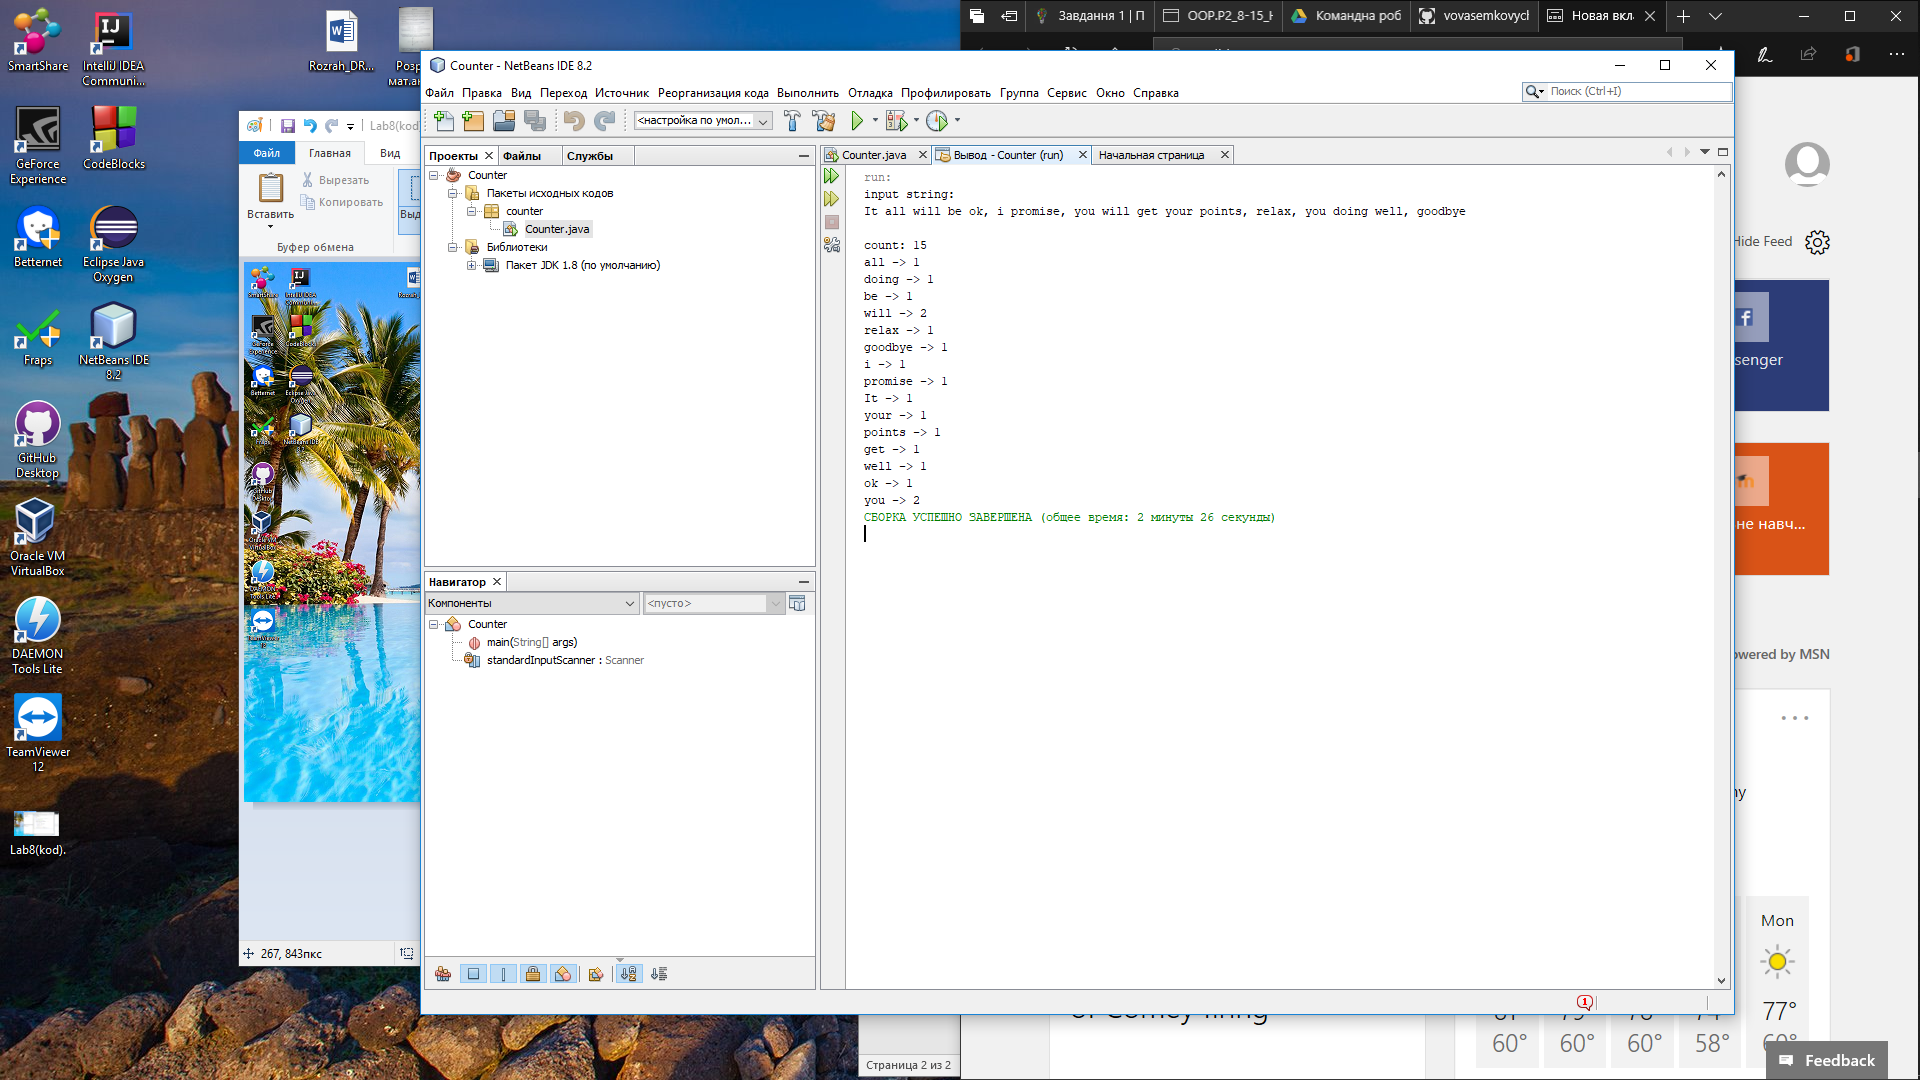 SmartShare
IntelliJ IDEA
Communi...
Rozrah_DR...
Розр
мат.ан
GeForce
Experience
CodeBlocks
Betternet
Eclipse Java
Oxygen
Fraps
NetBeans IDE
8.2
GitHub
Desktop
Oracle VM
VirtualBox
DAEMON
Tools Lite
TeamViewer
12
Lab8(kod).
Lab8(kod
Файл
Главная
Вид
Вставить
Вырезать
Копировать
Выд
Буфер обмена
267, 843пкс
Counter - NetBeans IDE 8.2
Файл Правка Вид Переход Источник Реорганизация кода Выполнить Отладка Профилировать Группа Сервис Окно Справка
Поиск (Ctrl+I)
<настройка по умол...
Проекты
Файлы
Службы
Counter
Пакеты исходных кодов
counter
Counter.java
Библиотеки
Пакет JDK 1.8 (по умолчанию)
Навигатор
Компоненты
<пусто>
Counter
main(String[] args)
standardInputScanner : Scanner
Counter.java
Вывод - Counter (run)
Начальная страница
run:
input string:
It all will be ok, i promise, you will get your points, relax, you doing well, goodbye
count: 15
all -> 1
doing -> 1
be -> 1
will -> 2
relax -> 1
goodbye -> 1
i -> 1
promise -> 1
It -> 1
your -> 1
points -> 1
get -> 1
well -> 1
ok -> 1
you -> 2
СБОРКА УСПЕШНО ЗАВЕРШЕНА (общее время: 2 минуты 26 секунды)
1
Страница 2 из 2
Завдання 1 | П
OOP.P2_8-15_
Командна роб
vovasemkovych
Новая вкл
Hide Feed
senger
не навч...
owered by MSN
Mon
77°
60°
60°
60°
58°
60°
Feedback